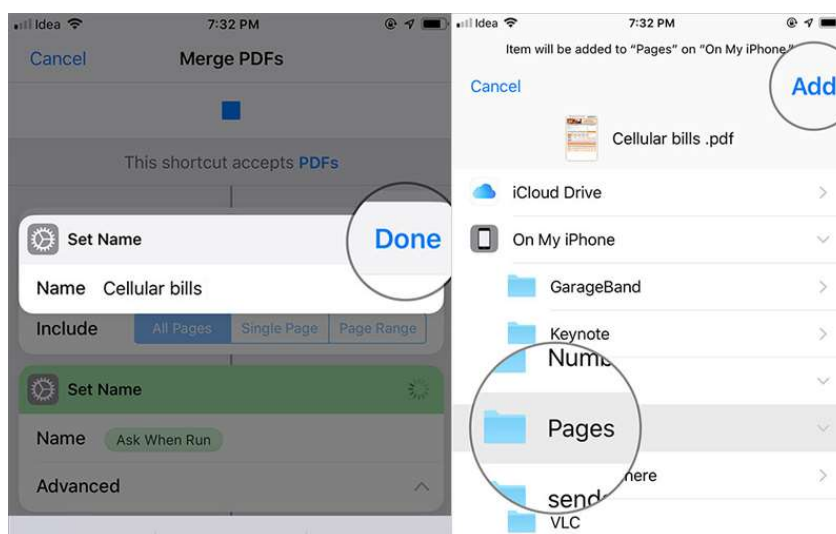 Idea 7:32 PM
Cancel Merge PDFs
This shortcut accepts PDFs
Set Name Done
Name Cellular bills
Include All Pages Single Page Page Range
Set Name
Name Ask When Run
Advanced
Idea 7:32 PM
Item will be added to “Pages” on “On My iPhone.”
Cancel Add
Cellular bills .pdf
iCloud Drive
On My iPhone
GarageBand
Keynote
Pages
VLC